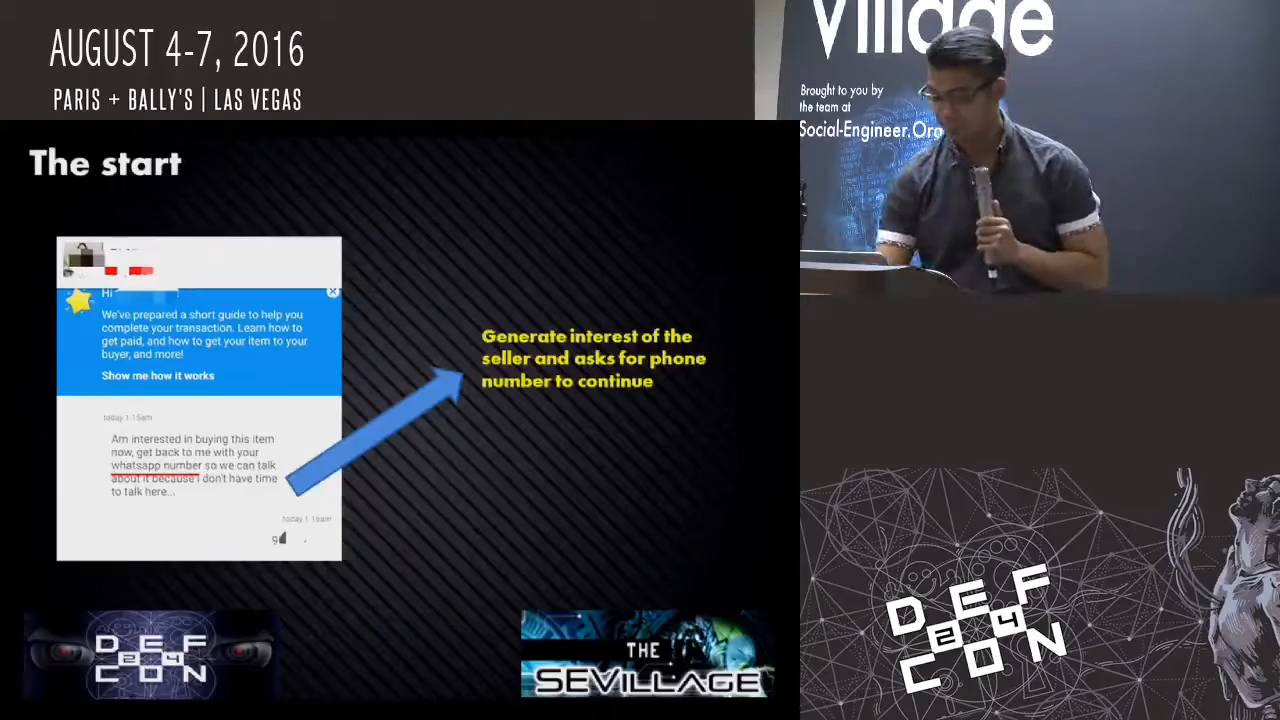 AUGUST 4-7, 2016
PARIS + BALLY'S | LAS VEGAS
Village
Brought to you by
the team at
Social-Engineer.Org
The start
Hi
We've prepared a short guide to help you
complete your transaction. Learn how to
get paid, and how to get your item to your
buyer, and more!
Show me how it works
today 1:15am
Am interested in buying this item
now, get back to me with your
whatsapp number so we can talk
about it because I don't have time
to talk here...
today 1:16am
9
Generate interest of the
seller and asks for phone
number to continue
DEF
24
CON
THE
SEVILLAGE
DEF
24
CON